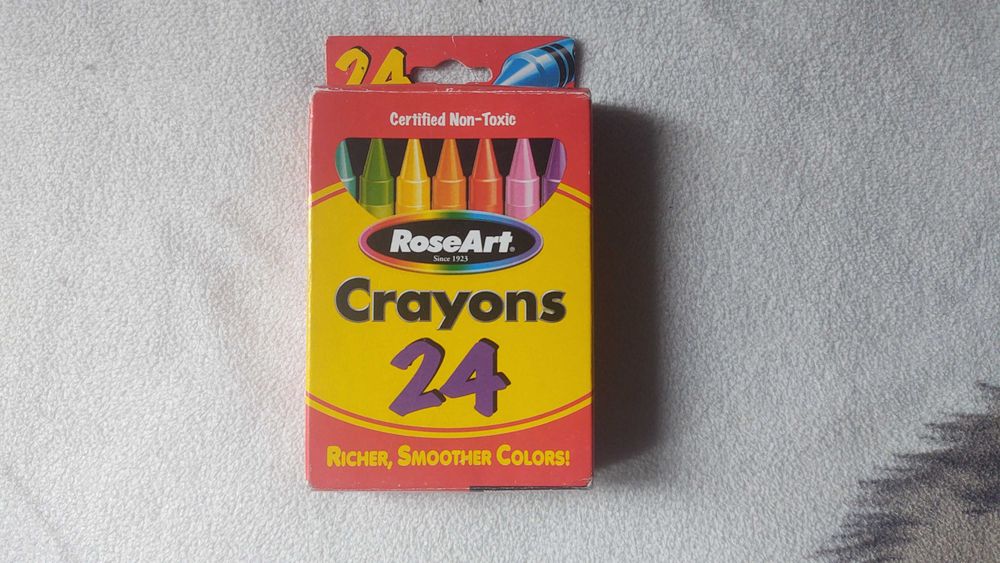 24
Certified Non-Toxic
RoseArt®
Since 1923
Crayons
24
RICHER, SMOOTHER COLORS!